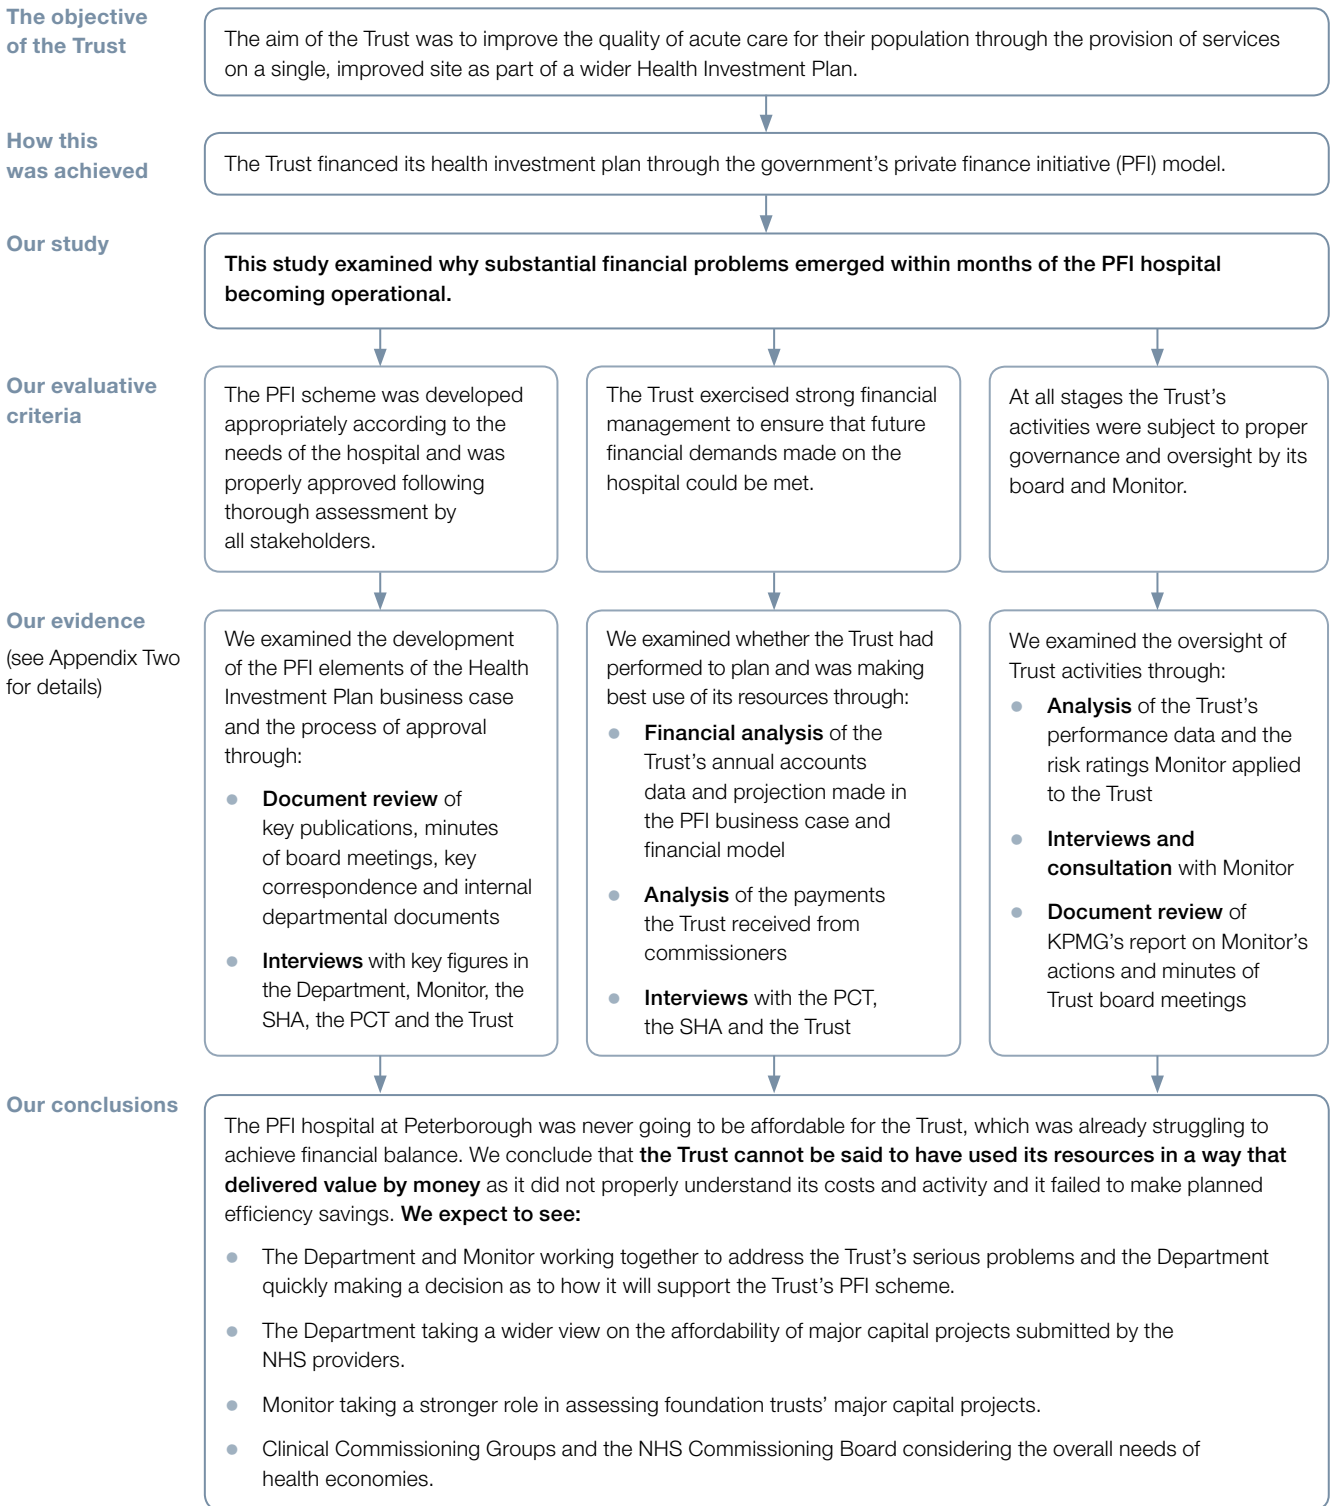 The objective
of the Trust
The aim of the Trust was to improve the quality of acute care for their population through the provision of services
on a single, improved site as part of a wider Health Investment Plan.
How this
was achieved
The Trust financed its health investment plan through the government's private finance initiative (PFI) model.
Our study
This study examined why substantial financial problems emerged within months of the PFI hospital
becoming operational.
Our evaluative
criteria
The PFI scheme was developed
appropriately according to the
needs of the hospital and was
properly approved following
thorough assessment by
all stakeholders.
The Trust exercised strong financial
management to ensure that future
financial demands made on the
hospital could be met.
At all stages the Trust's
activities were subject to proper
governance and oversight by its
board and Monitor.
Our evidence
(see Appendix Two
for details)
We examined the development
of the PFI elements of the Health
Investment Plan business case
and the process of approval
through:
● Document review of
key publications, minutes
of board meetings, key
correspondence and internal
departmental documents
● Interviews with key figures in
the Department, Monitor, the
SHA, the PCT and the Trust
We examined whether the Trust had
performed to plan and was making
best use of its resources through:
● Financial analysis of the
Trust's annual accounts
data and projection made in
the PFI business case and
financial model
● Analysis of the payments
the Trust received from
commissioners
● Interviews with the PCT,
the SHA and the Trust
We examined the oversight of
Trust activities through:
● Analysis of the Trust's
performance data and the
risk ratings Monitor applied
to the Trust
● Interviews and
consultation with Monitor
● Document review of
KPMG's report on Monitor's
actions and minutes of
Trust board meetings
Our conclusions
The PFI hospital at Peterborough was never going to be affordable for the Trust, which was already struggling to
achieve financial balance. We conclude that the Trust cannot be said to have used its resources in a way that
delivered value by money as it did not properly understand its costs and activity and it failed to make planned
efficiency savings. We expect to see:
● The Department and Monitor working together to address the Trust's serious problems and the Department
quickly making a decision as to how it will support the Trust's PFI scheme.
● The Department taking a wider view on the affordability of major capital projects submitted by the
NHS providers.
● Monitor taking a stronger role in assessing foundation trusts' major capital projects.
● Clinical Commissioning Groups and the NHS Commissioning Board considering the overall needs of
health economies.